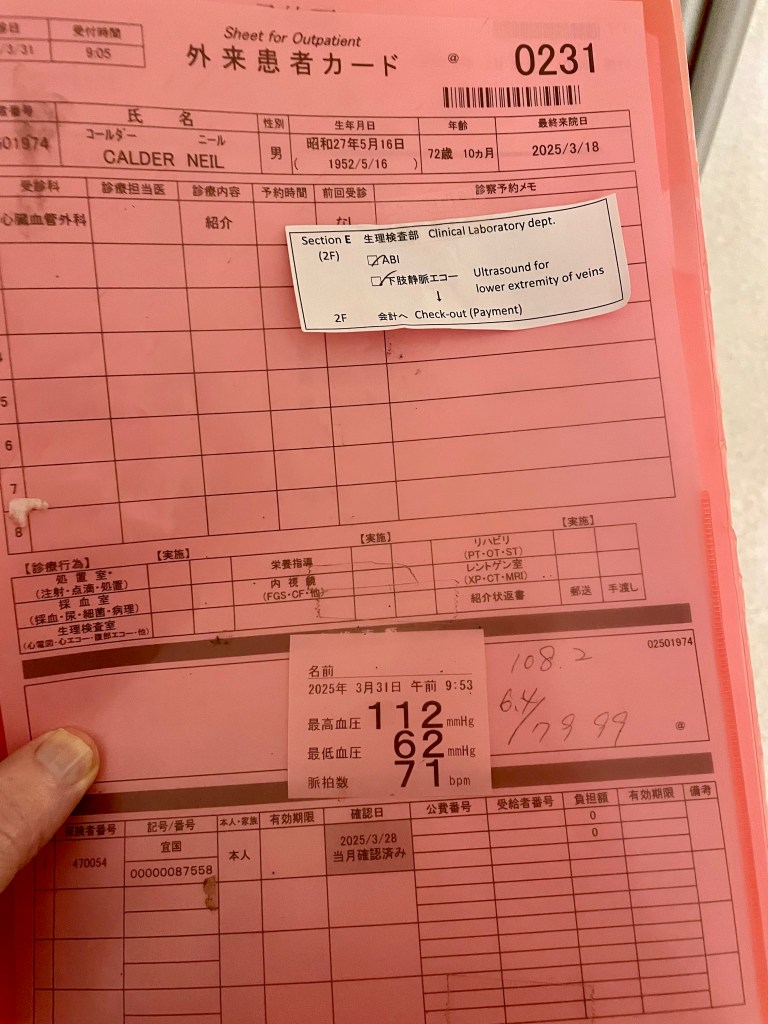 Sheet for Outpatient
外来患者カード
@ 0231
受付時間
/3/31 9:05
氏 名 性別 生年月日 年齢 最終来院日
コールダー ニール
501974 CALDER NEIL 男 昭和27年5月16日 (1952/5/16) 72歳 10カ月 2025/3/18
受診科 診療担当医 診療内容 予約時間 前回受診 診察予約メモ
心臓血管外科 紹介 なし
Section E 生理検査部 Clinical Laboratory dept.
(2F) ☑ABI
☑下肢静脈エコー Ultrasound for
lower extremity of veins
↓
2F 会計へ Check-out (Payment)
5
6
7
8
【診療行為】 【実施】 【実施】 【実施】
処置室
(注射・点滴・処置)
採血室
(採血・尿・細菌・病理)
生理検査室
(心電図・心エコー・腹部エコー・他)
栄養指導
内視鏡
(FGS・CF・他)
リハビリ
(PT・OT・ST)
レントゲン室
(XP・CT・MRI)
紹介状返書 郵送 手渡し
02501974
108.2
@
名前
2025年 3月31日 午前 9:53
最高血圧 112 mmHg
最低血圧 62 mmHg
脈拍数 71 bpm
保険者番号 記号/番号 本人・家族 有効期限 確認日 公費番号 受給者番号 負担額 有効期限 備考
470054 宜国 00000087558 本人 2025/3/28 当月確認済み 0
0